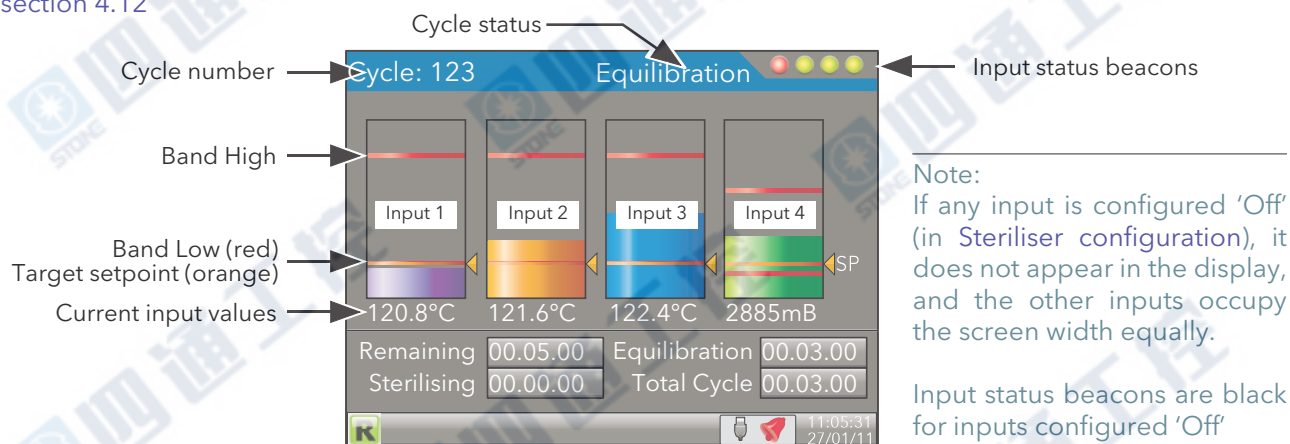 section 4.12
Cycle status
Cycle number
Cycle: 123
Equilibration
Input status beacons
Band High
Input 1
Input 2
Input 3
Input 4
Band Low (red)
Target setpoint (orange)
SP
Current input values
120.8°C
121.6°C
122.4°C
2885mB
Remaining 00.05.00 Equilibration 00.03.00
Sterilising 00.00.00 Total Cycle 00.03.00
11:05:31
27/01/11
Note:
If any input is configured ‘Off’
(in Steriliser configuration), it
does not appear in the display,
and the other inputs occupy
the screen width equally.
Input status beacons are black
for inputs configured ‘Off’
STONE
四通工控